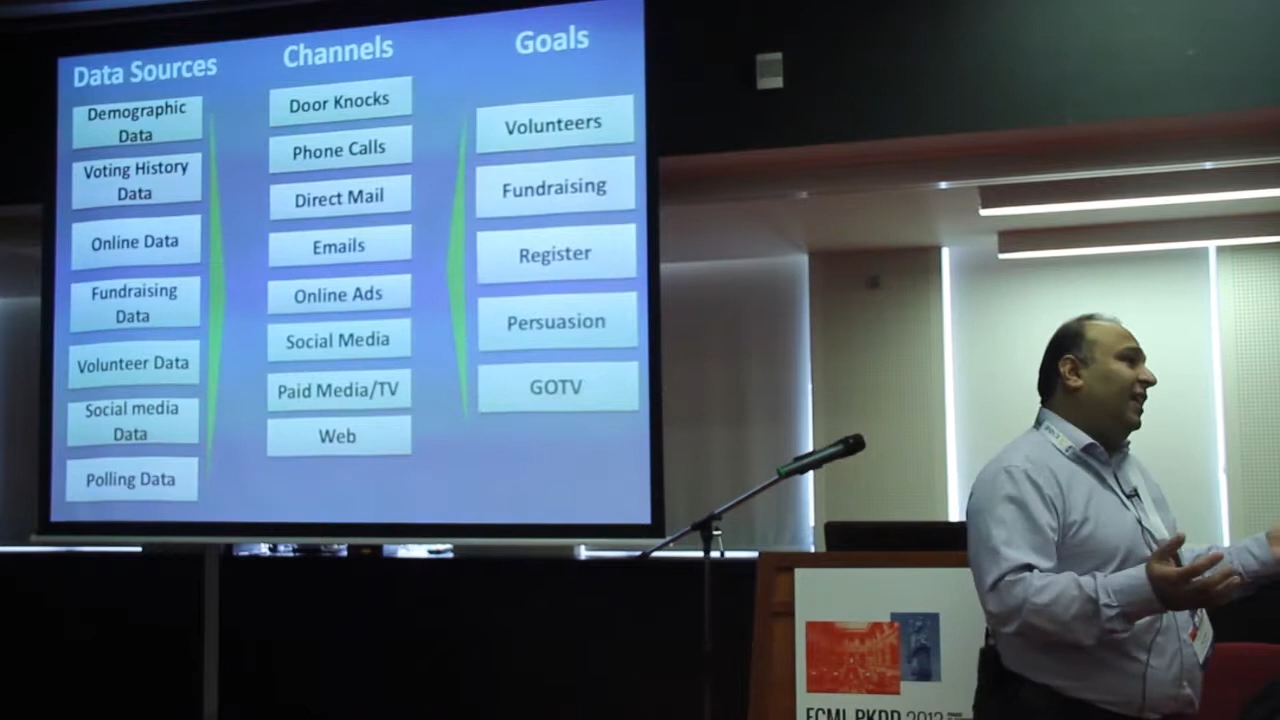 Data Sources
Demographic
Data
Voting History
Data
Online Data
Fundraising
Data
Volunteer Data
Social media
Data
Polling Data
Channels
Door Knocks
Phone Calls
Direct Mail
Emails
Online Ads
Social Media
Paid Media/TV
Web
Goals
Volunteers
Fundraising
Register
Persuasion
GOTV
ECML PKDD